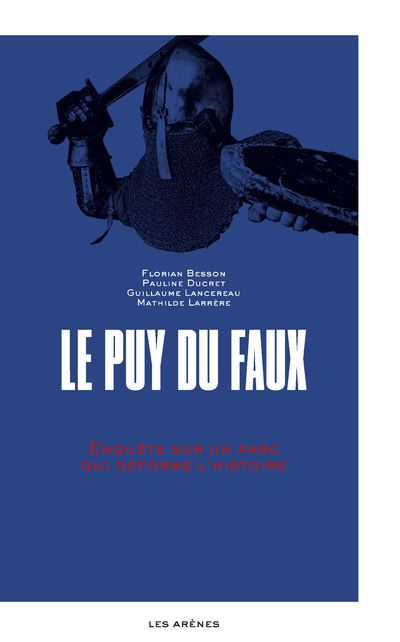 FLORIAN BESSON
PAULINE DUCRET
GUILLAUME LANCEREAU
MATHILDE LARRÈRE
LE PUY DU FAUX
ENQUÊTE SUR UN PARC
QUI DÉFORME L'HISTOIRE
LES ARÈNES